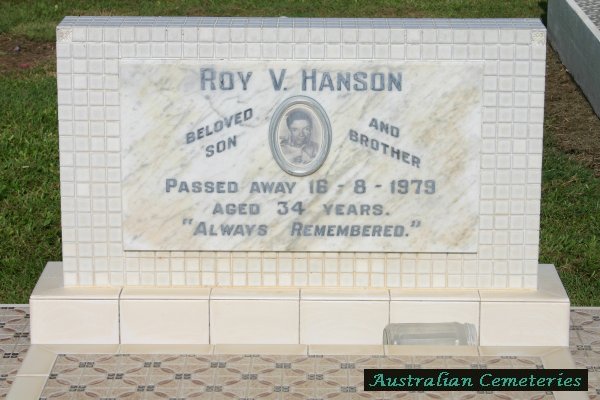 ROY V. HANSON
BELOVED AND
SON BROTHER
PASSED AWAY 16 - 8 - 1979
AGED 34 YEARS.
"ALWAYS REMEMBERED."
Australian Cemeteries